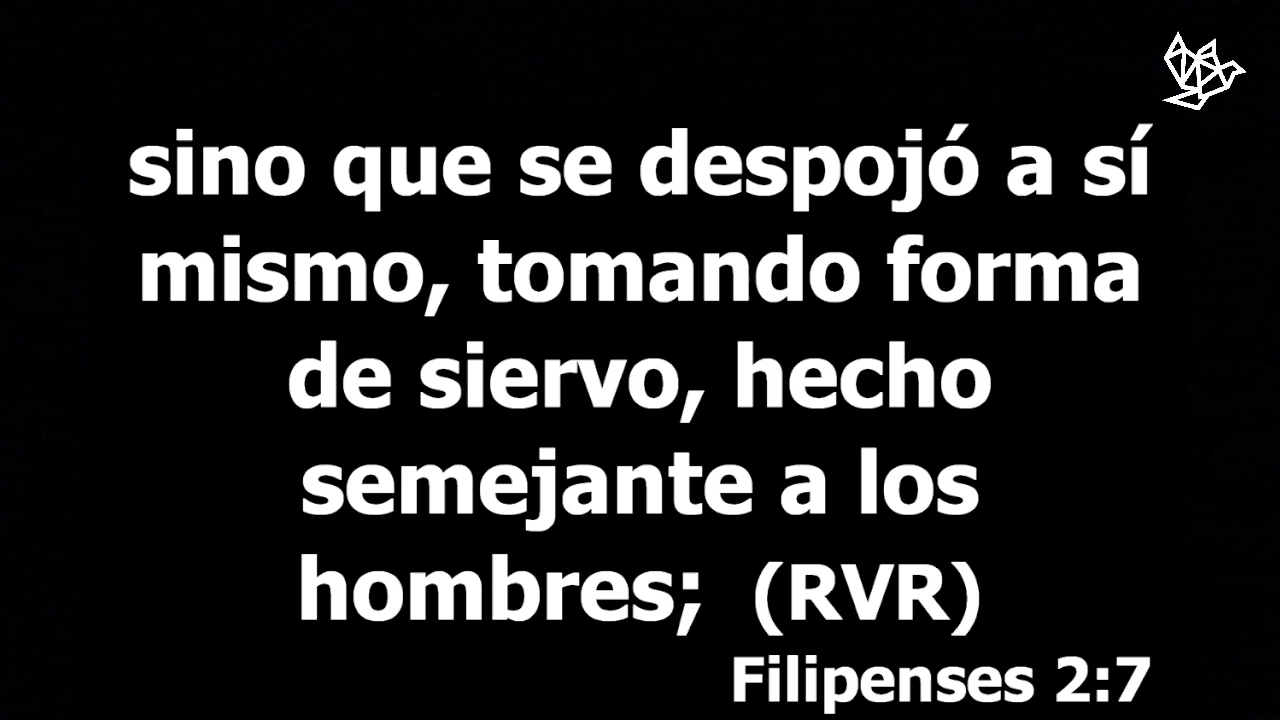 sino que se despojó a sí
mismo, tomando forma
de siervo, hecho
semejante a los
hombres;  (RVR)
Filipenses 2:7